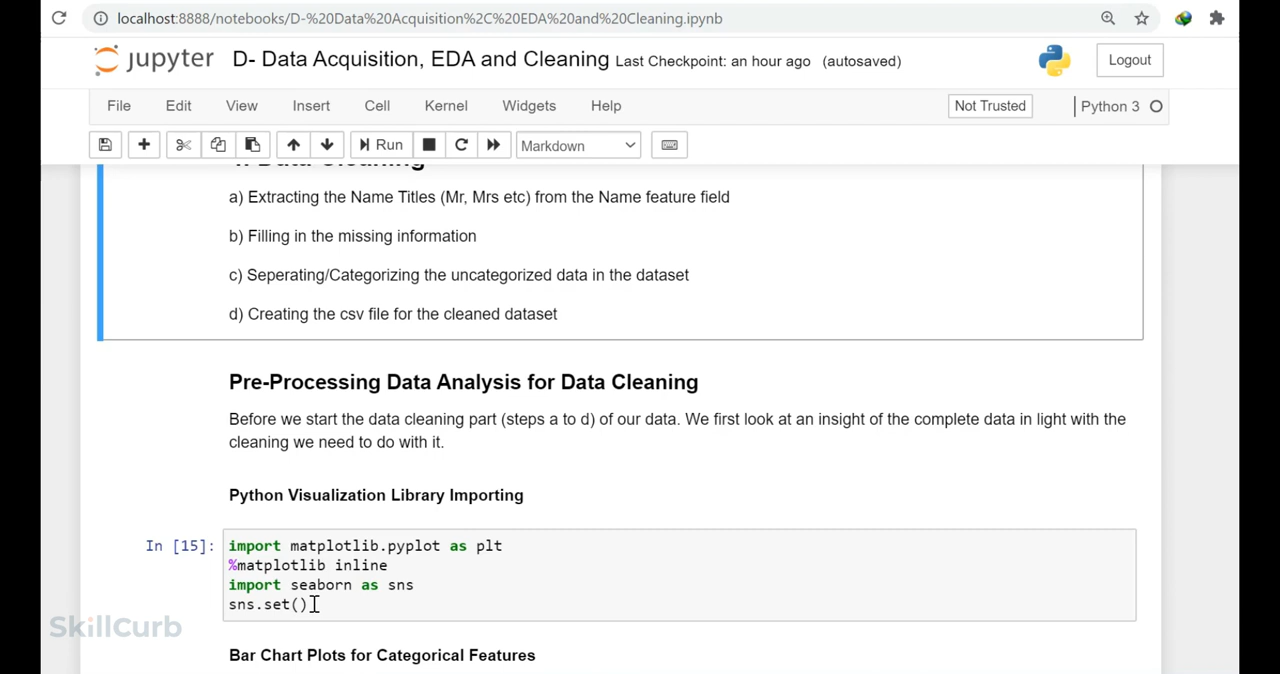 localhost:8888/notebooks/D-%20Data%20Acquisition%2C%20EDA%20and%20Cleaning.ipynb
jupyter D- Data Acquisition, EDA and Cleaning Last Checkpoint: an hour ago (autosaved) Logout
File Edit View Insert Cell Kernel Widgets Help Not Trusted Python 3
Run Markdown
4. Data Cleaning
a) Extracting the Name Titles (Mr, Mrs etc) from the Name feature field
b) Filling in the missing information
c) Seperating/Categorizing the uncategorized data in the dataset
d) Creating the csv file for the cleaned dataset
Pre-Processing Data Analysis for Data Cleaning
Before we start the data cleaning part (steps a to d) of our data. We first look at an insight of the complete data in light with the
cleaning we need to do with it.
Python Visualization Library Importing
In [15]: import matplotlib.pyplot as plt
%matplotlib inline
import seaborn as sns
sns.set()
SkillCurb
Bar Chart Plots for Categorical Features